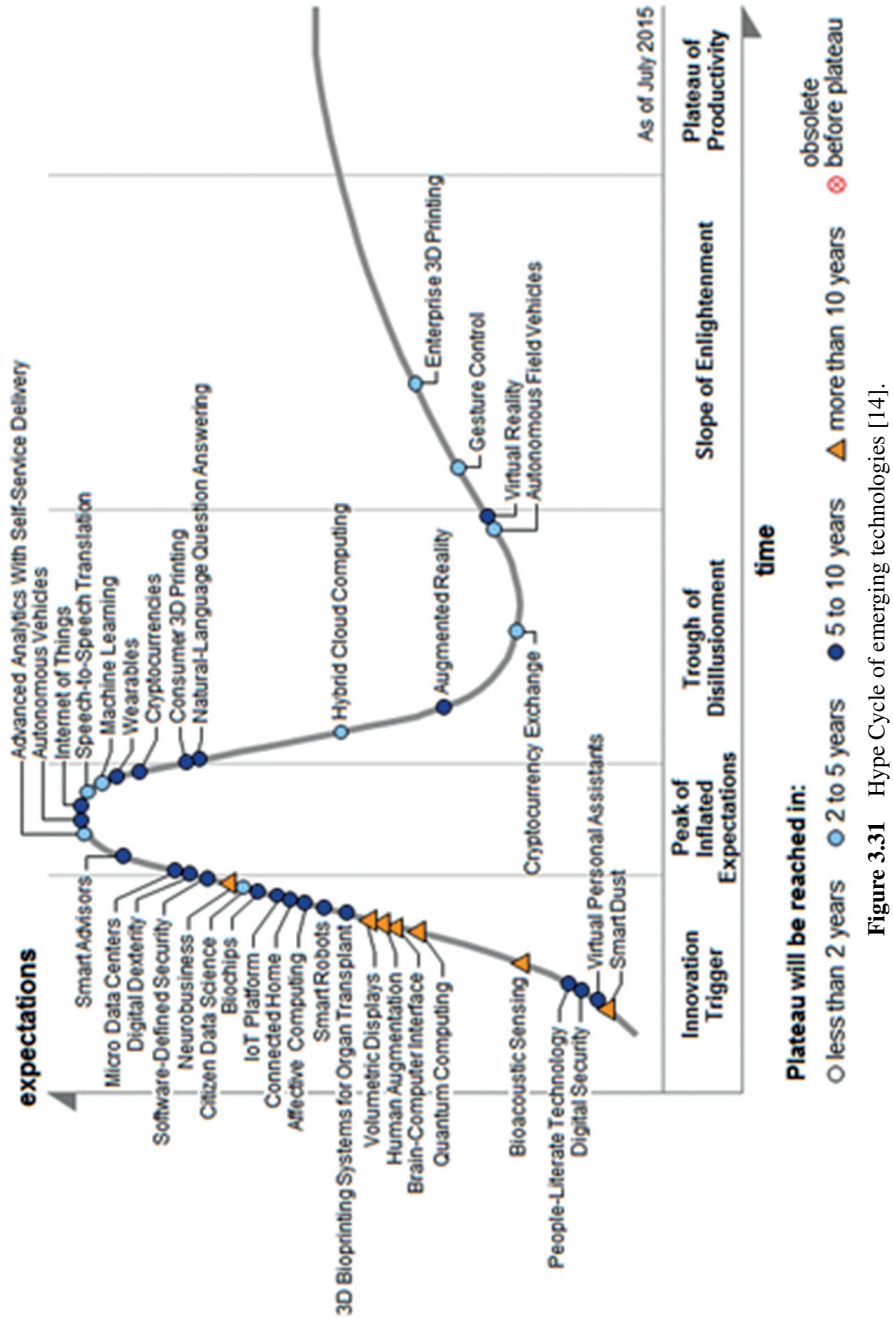 expectations
Advanced Analytics With Self-Service Delivery
Autonomous Vehicles
Internet of Things
Speech-to-Speech Translation
Machine Learning
Wearables
Cryptocurrencies
Consumer 3D Printing
Natural-Language Question Answering
Smart Advisors
Micro Data Centers
Digital Dexterity
Software-Defined Security
Neurobusiness
Citizen Data Science
Biochips
IoT Platform
Connected Home
Affective Computing
Smart Robots
3D Bioprinting Systems for Organ Transplant
Volumetric Displays
Human Augmentation
Brain-Computer Interface
Quantum Computing
Bioacoustic Sensing
People-Literate Technology
Digital Security
Virtual Personal Assistants
Smart Dust
Hybrid Cloud Computing
Augmented Reality
Cryptocurrency Exchange
Enterprise 3D Printing
Gesture Control
Virtual Reality
Autonomous Field Vehicles
As of July 2015
Innovation
Trigger
Peak of
Inflated
Expectations
Trough of
Disillusionment
Slope of Enlightenment
Plateau of
Productivity
time
Plateau will be reached in:
less than 2 years
2 to 5 years
5 to 10 years
more than 10 years
obsolete
before plateau
Figure 3.31 Hype Cycle of emerging technologies [14].